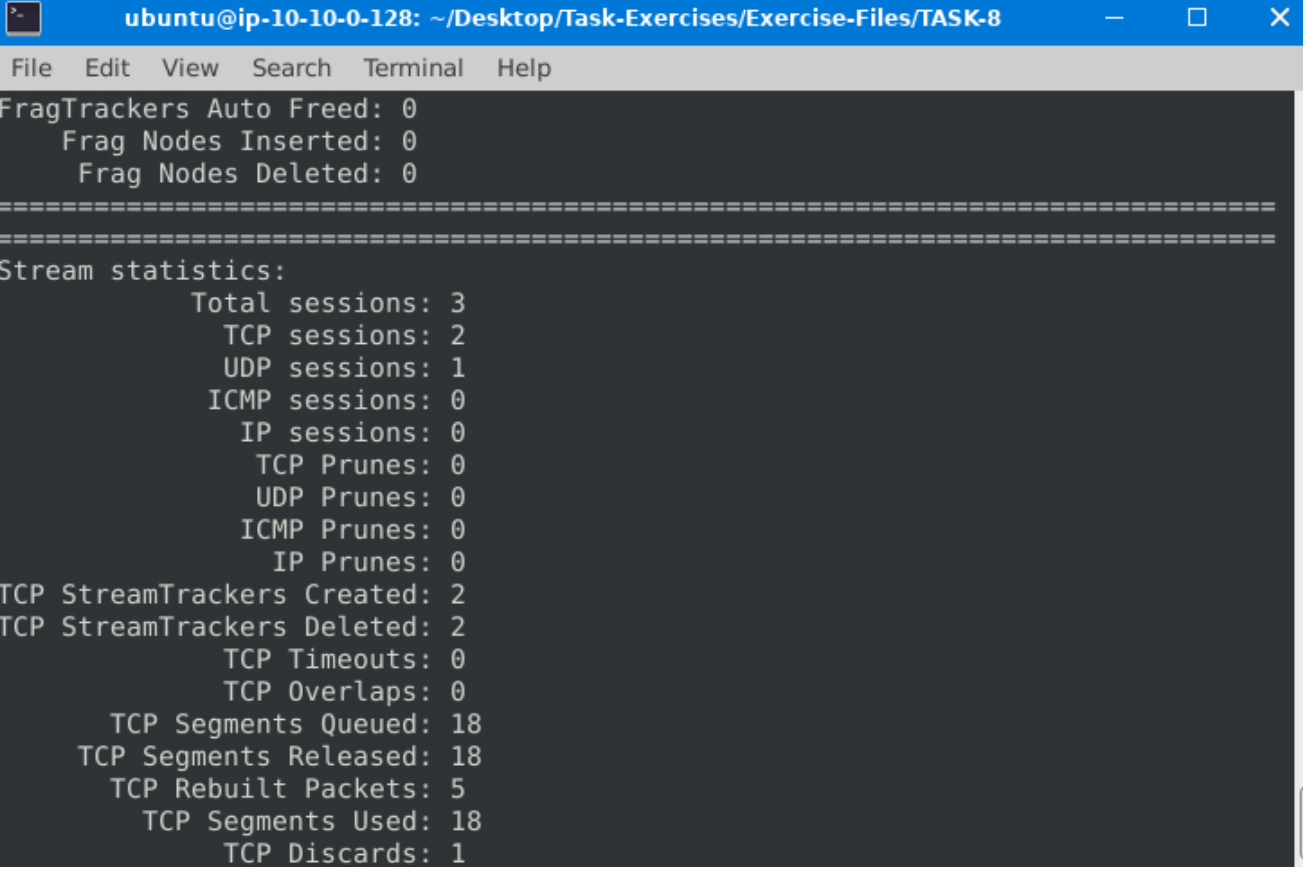 ubuntu@ip-10-10-0-128: ~/Desktop/Task-Exercises/Exercise-Files/TASK-8
File Edit View Search Terminal Help
FragTrackers Auto Freed: 0
Frag Nodes Inserted: 0
Frag Nodes Deleted: 0
===============================================================================
===============================================================================
Stream statistics:
Total sessions: 3
TCP sessions: 2
UDP sessions: 1
ICMP sessions: 0
IP sessions: 0
TCP Prunes: 0
UDP Prunes: 0
ICMP Prunes: 0
IP Prunes: 0
TCP StreamTrackers Created: 2
TCP StreamTrackers Deleted: 2
TCP Timeouts: 0
TCP Overlaps: 0
TCP Segments Queued: 18
TCP Segments Released: 18
TCP Rebuilt Packets: 5
TCP Segments Used: 18
TCP Discards: 1